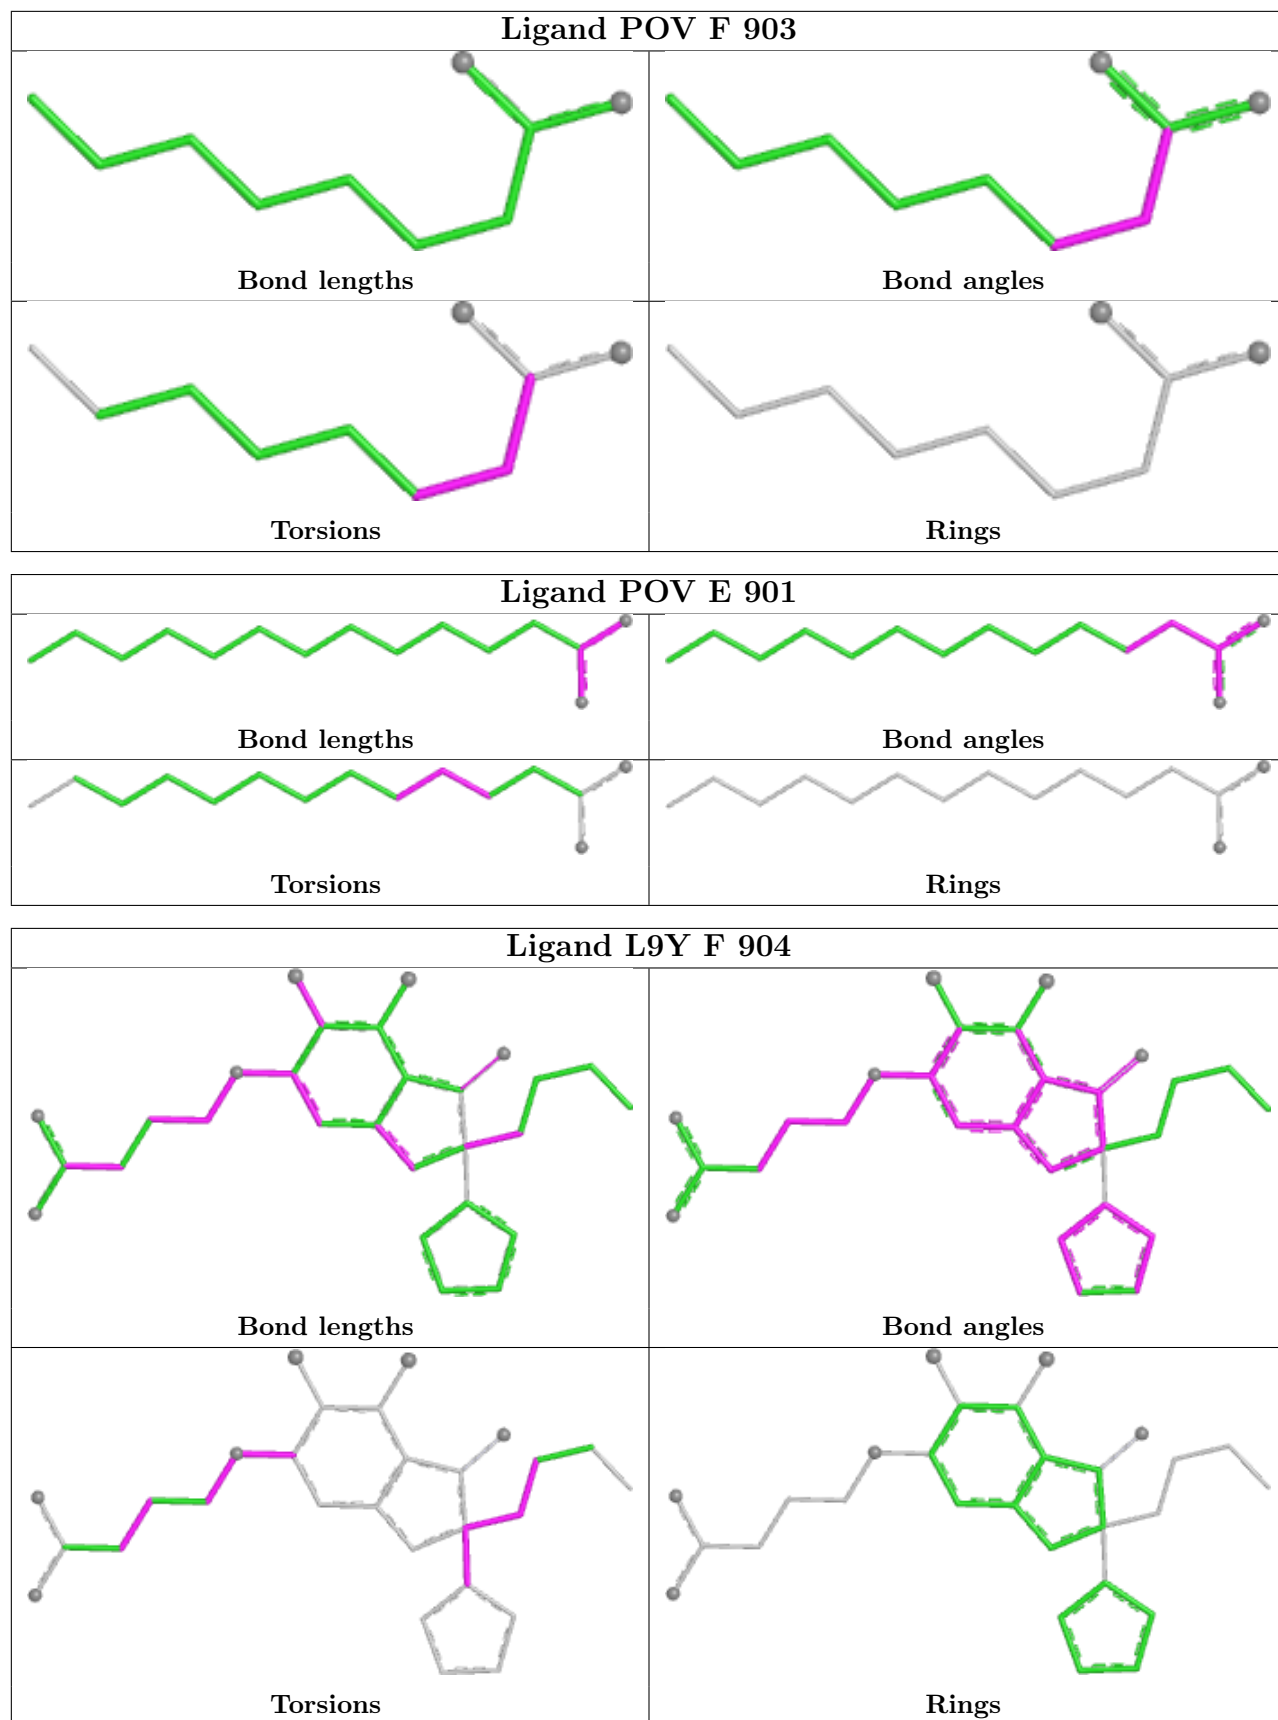 Ligand POV F 903
Bond lengths
Bond angles
Torsions
Rings
Ligand POV E 901
Bond lengths
Bond angles
Torsions
Rings
Ligand L9Y F 904
Bond lengths
Bond angles
Torsions
Rings